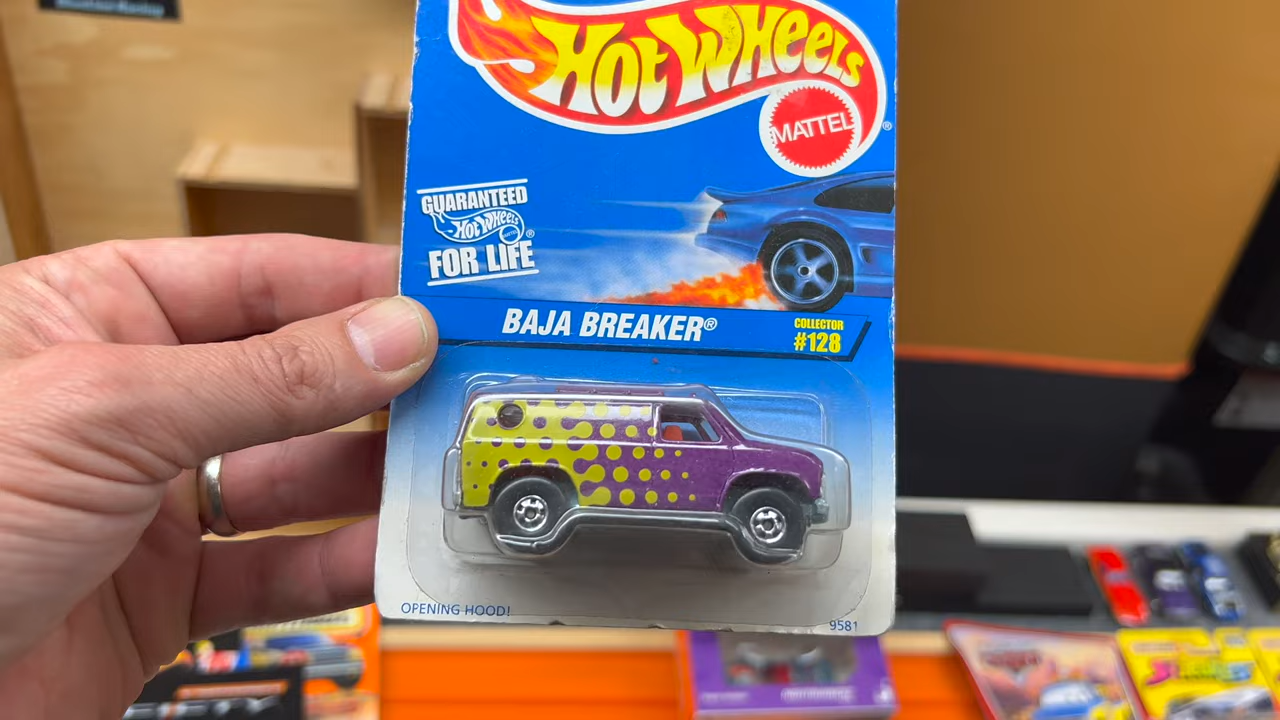 HOT WHEELS
MATTEL
®
GUARANTEED
HOT WHEELS
®
FOR LIFE
BAJA BREAKER®
COLLECTOR
#128
OPENING HOOD!
9581